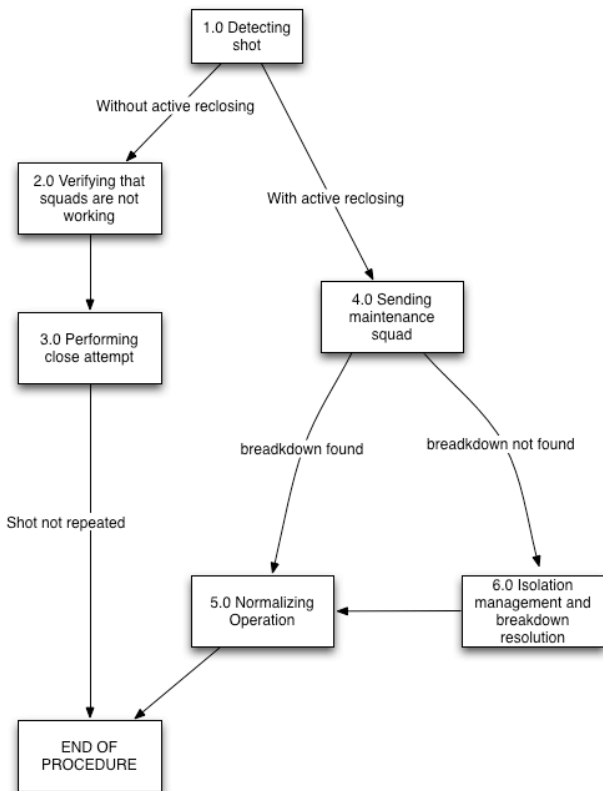 1.0 Detecting
shot
Without active reclosing
2.0 Verifying that
squads are not
working
With active reclosing
4.0 Sending
maintenance
squad
3.0 Performing
close attempt
breadkdown found
breadkdown not found
Shot not repeated
5.0 Normalizing
Operation
6.0 Isolation
management and
breakdown
resolution
END OF
PROCEDURE